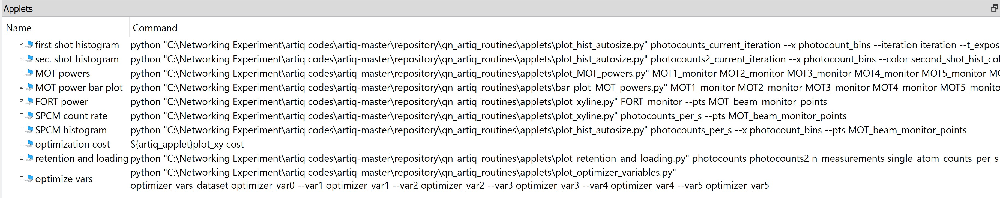 Applets
Name Command
first shot histogram python "C:\Networking Experiment\artiq codes\artiq-master\repository\qn_artiq_routines\applets\plot_hist_autosize.py" photocounts_current_iteration --x photocount_bins --iteration iteration --t_expos
sec. shot histogram python "C:\Networking Experiment\artiq codes\artiq-master\repository\qn_artiq_routines\applets\plot_hist_autosize.py" photocounts2_current_iteration --x photocount_bins --color second_shot_hist_col
MOT powers python "C:\Networking Experiment\artiq codes\artiq-master\repository\qn_artiq_routines\applets\plot_MOT_powers.py" MOT1_monitor MOT2_monitor MOT3_monitor MOT4_monitor MOT5_monitor MO
MOT power bar plot python "C:\Networking Experiment\artiq codes\artiq-master\repository\qn_artiq_routines\applets\bar_plot_MOT_powers.py" MOT1_monitor MOT2_monitor MOT3_monitor MOT4_monitor MOT5_monito
FORT power python "C:\Networking Experiment\artiq codes\artiq-master\repository\qn_artiq_routines\applets\plot_xyline.py" FORT_monitor --pts MOT_beam_monitor_points
SPCM count rate python "C:\Networking Experiment\artiq codes\artiq-master\repository\qn_artiq_routines\applets\plot_xyline.py" photocounts_per_s --pts MOT_beam_monitor_points
SPCM histogram python "C:\Networking Experiment\artiq codes\artiq-master\repository\qn_artiq_routines\applets\plot_hist_autosize.py" photocounts_per_s --x photocount_bins --pts MOT_beam_monitor_points
optimization cost ${artiq_applet}plot_xy cost
retention and loading python "C:\Networking Experiment\artiq codes\artiq-master\repository\qn_artiq_routines\applets\plot_retention_and_loading.py" photocounts photocounts2 n_measurements single_atom_counts_per_s
python "C:\Networking Experiment\artiq codes\artiq-master\repository\qn_artiq_routines\applets\plot_optimizer_variables.py"
optimize vars
optimizer_vars_dataset optimizer_var0 --var1 optimizer_var1 --var2 optimizer_var2 --var3 optimizer_var3 --var4 optimizer_var4 --var5 optimizer_var5